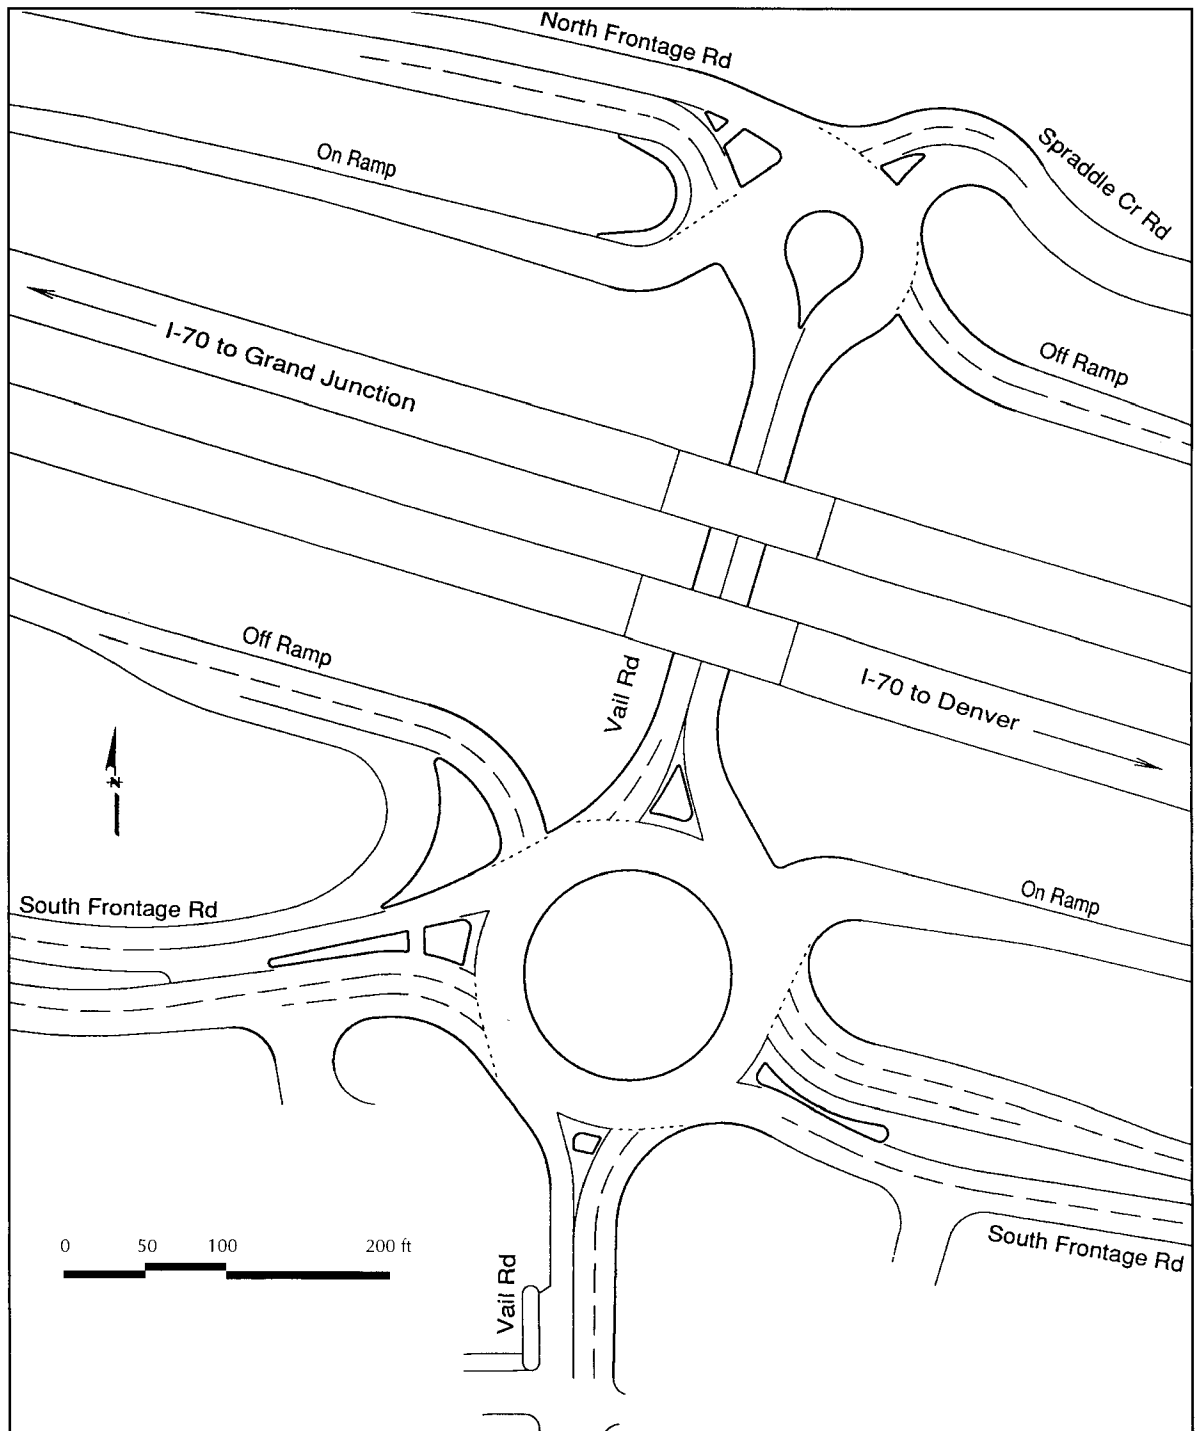 North Frontage Rd
Spraddle Cr Rd
On Ramp
I-70 to Grand Junction
Off Ramp
Off Ramp
Vail Rd
I-70 to Denver
N
South Frontage Rd
On Ramp
0 50 100 200 ft
Vail Rd
South Frontage Rd